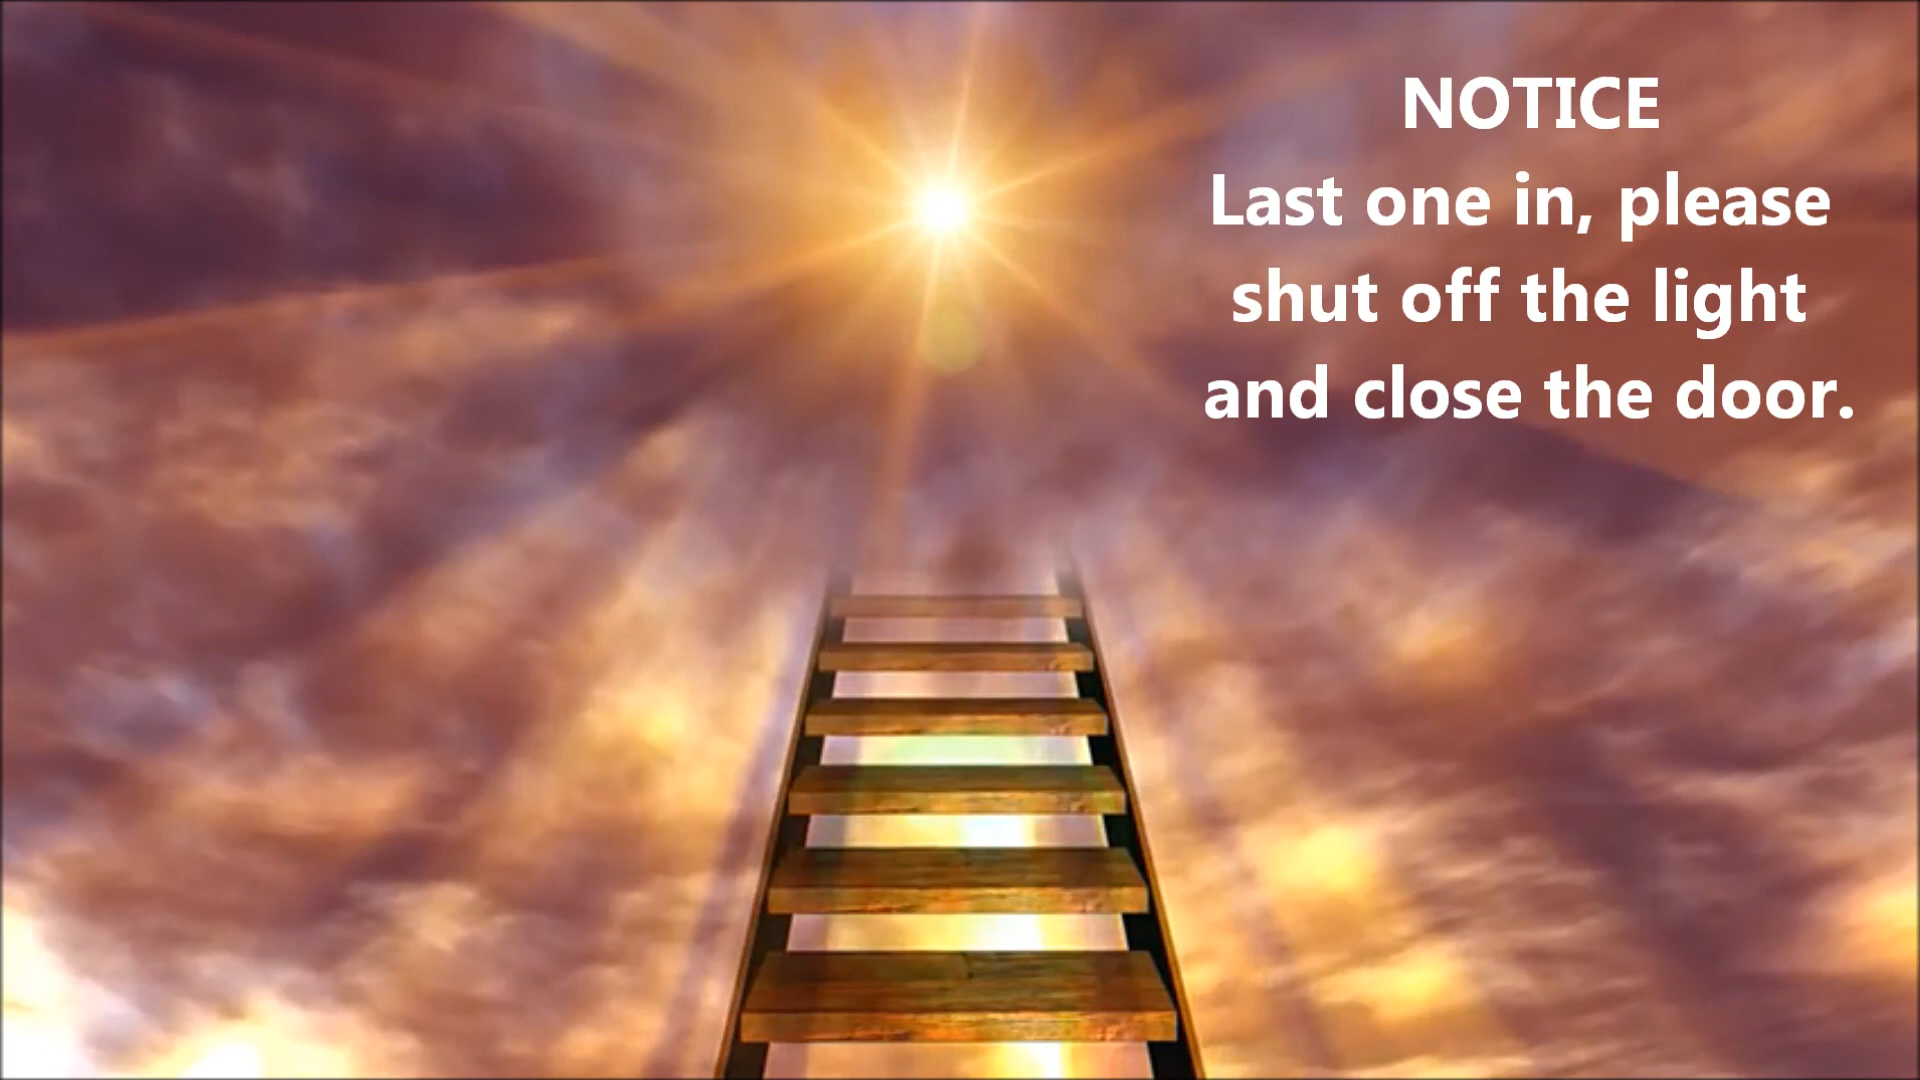 NOTICE
Last one in, please
shut off the light
and close the door.